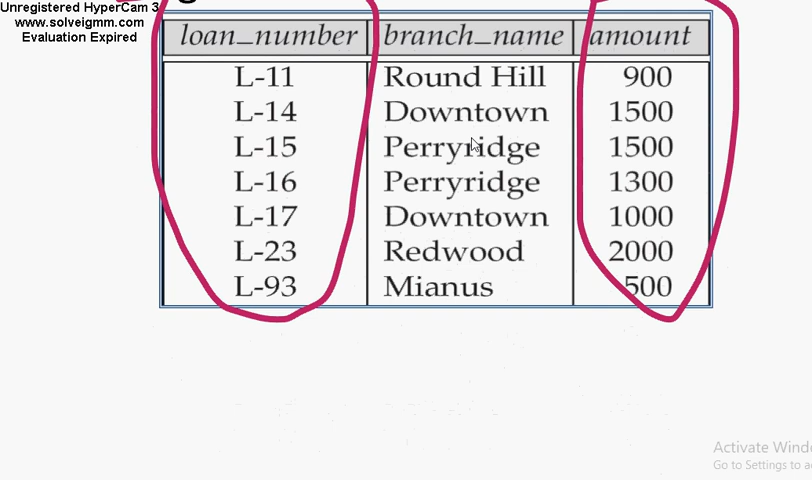 Unregistered HyperCam 3
www.solveigmm.com
Evaluation Expired
loan_number branch_name amount
L-11 Round Hill 900
L-14 Downtown 1500
L-15 Perryridge 1500
L-16 Perryridge 1300
L-17 Downtown 1000
L-23 Redwood 2000
L-93 Mianus 500
Activate Windo
Go to Settings to a